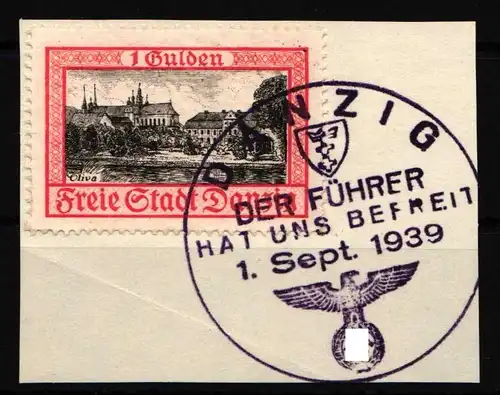 1 Gulden
Oliva
Freie Stadt Danzig
DANZIG
DER FÜHRER
HAT UNS BEFREIT
1. Sept. 1939